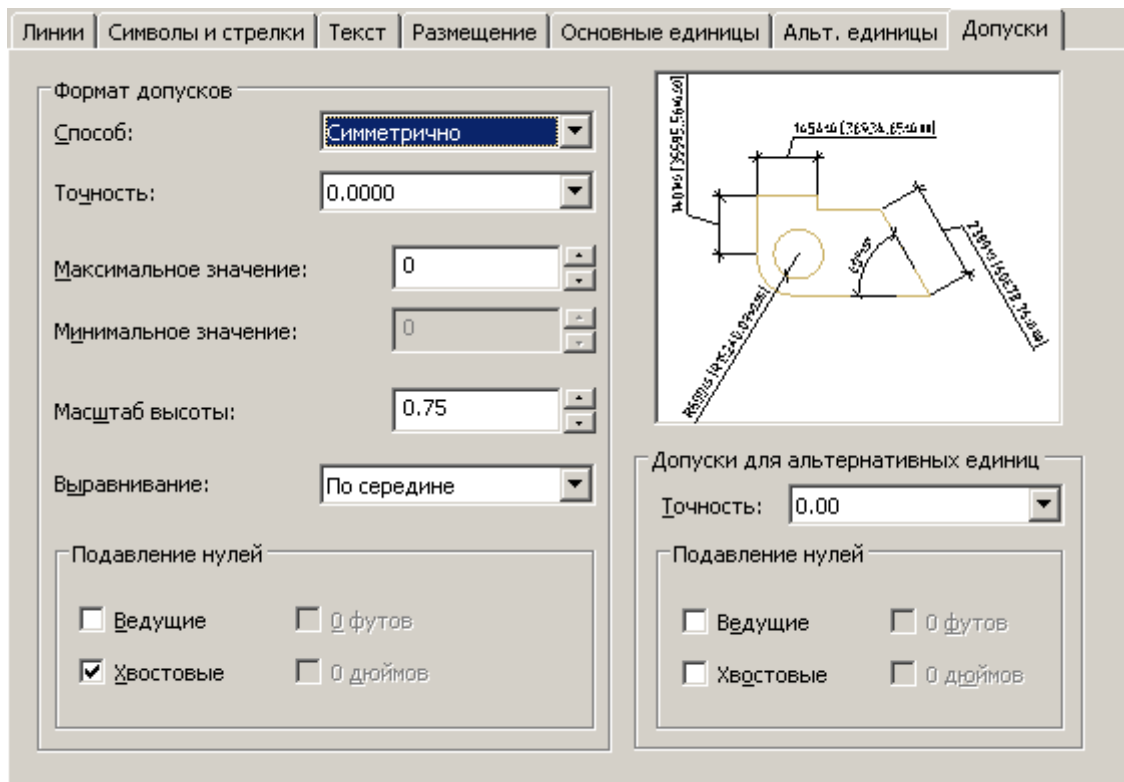 Линии Символы и стрелки Текст Размещение Основные единицы Альт. единицы Допуски
Формат допусков
Способ: Симметрично
Точность: 0.0000
Максимальное значение: 0
Минимальное значение: 0
Масштаб высоты: 0.75
Выравнивание: По середине
Подавление нулей
Ведущие 0 футов
Хвостовые 0 дюймов
Допуски для альтернативных единиц
Точность: 0.00
Подавление нулей
Ведущие 0 футов
Хвостовые 0 дюймов